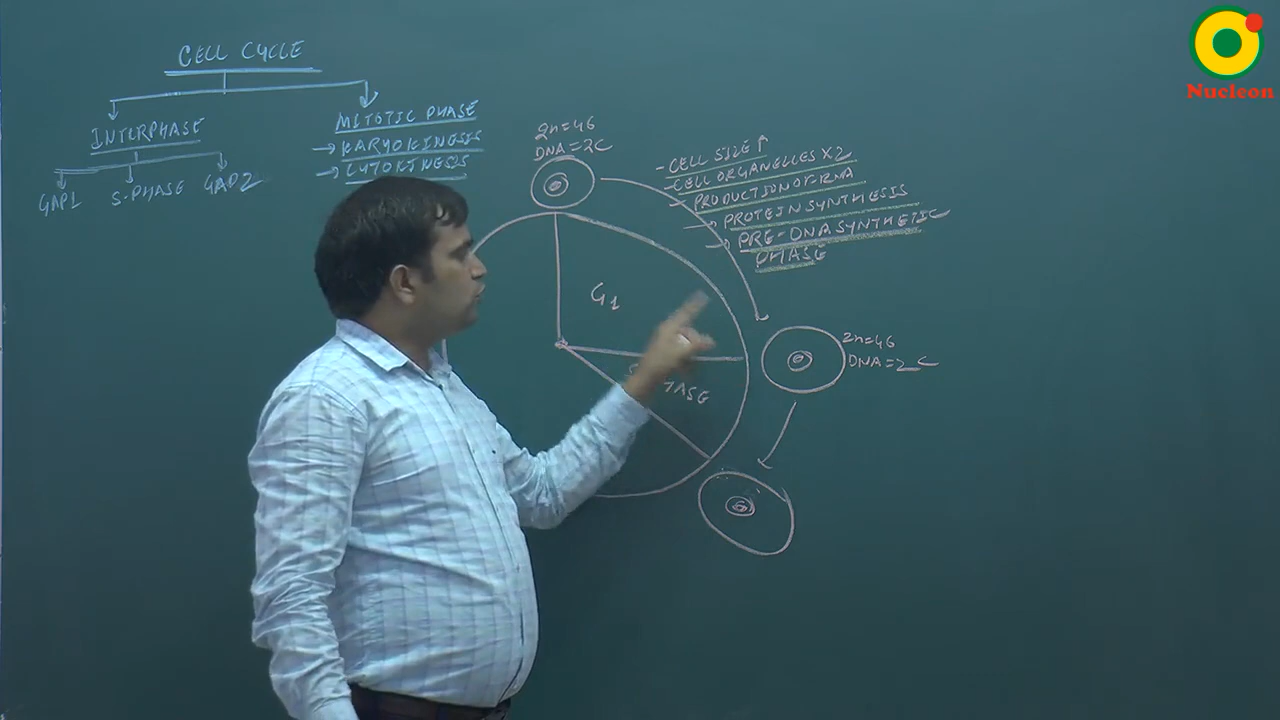 CELL CYCLE
INTERPHASE
GAP1 S-PHASE GAP2
MITOTIC PHASE
→ KARYOKINESIS
→ CYTOKINESIS
2n=46
DNA=2C
- CELL SIZE ↑
- CELL ORGANELLES X2
- PRODUCTION OF RNA
→ PROTEIN SYNTHESIS
→ PRE-DNA SYNTHETIC
PHASE
G1
2n=46
DNA=2C
Nucleon